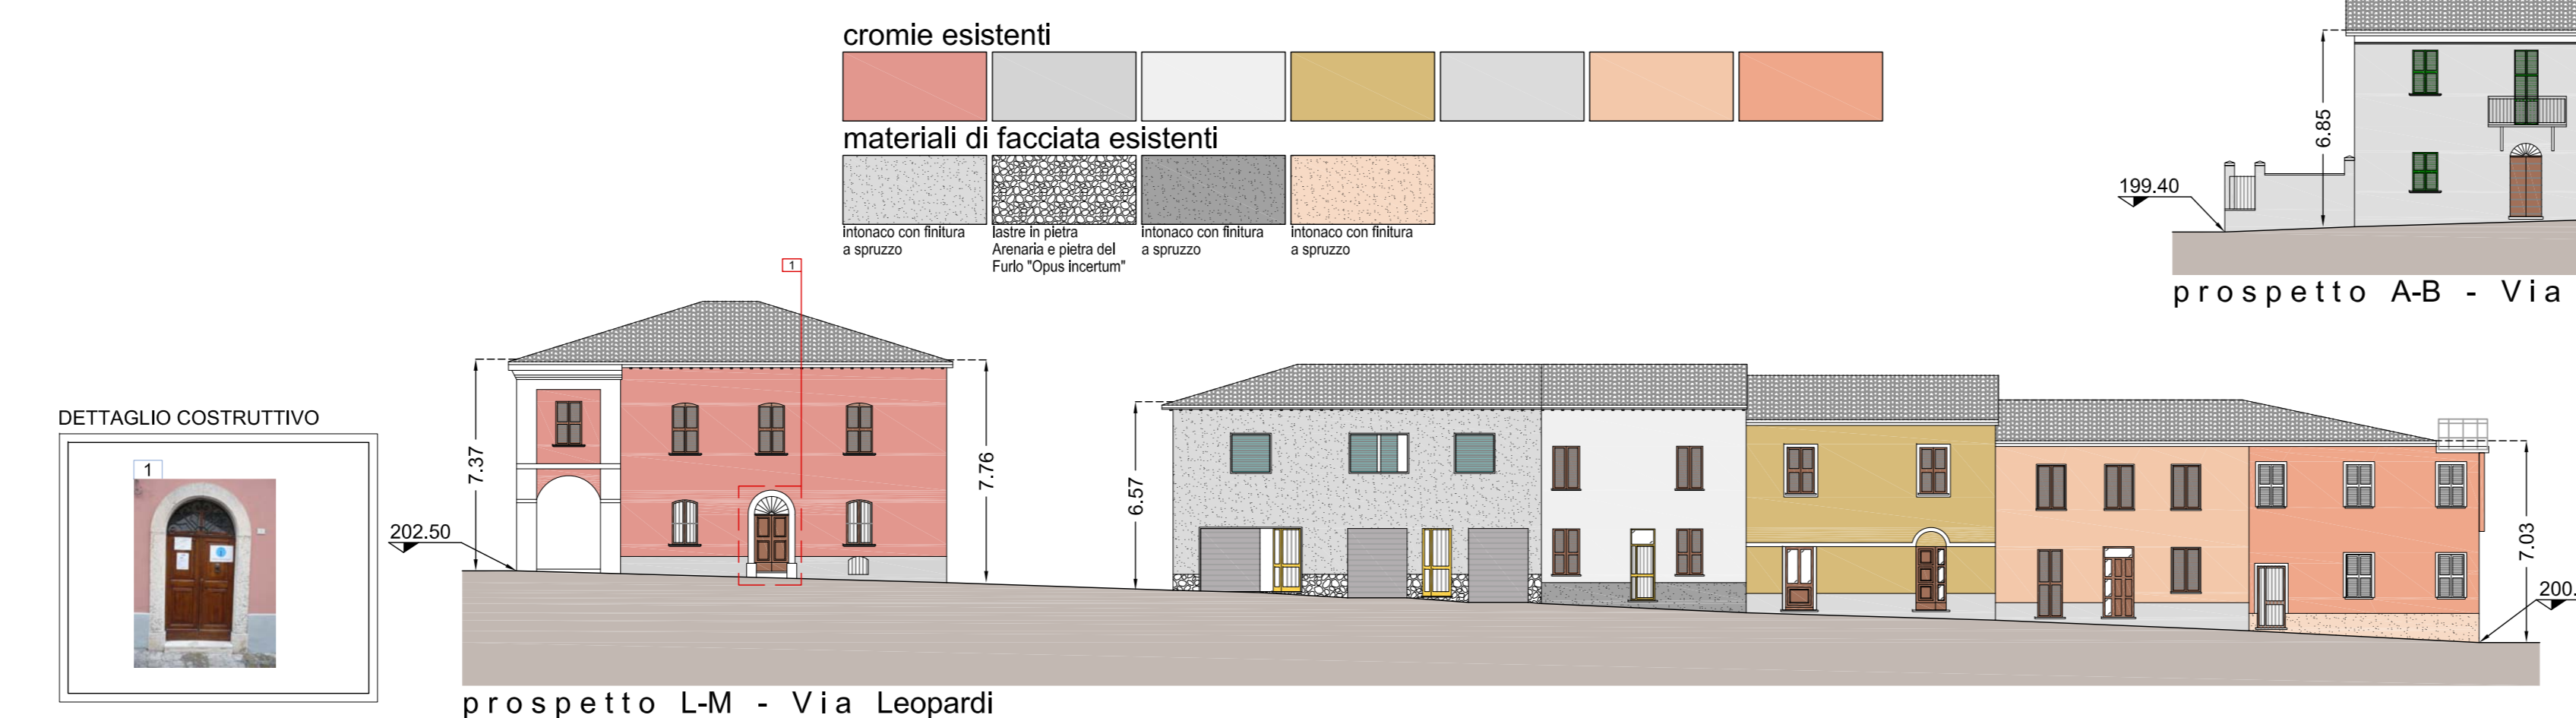 cromie esistenti
materiali di facciata esistenti
intonaco con finitura
a spruzzo
lastre in pietra
Arenaria e pietra del
Furlo "Opus incertum"
intonaco con finitura
a spruzzo
intonaco con finitura
a spruzzo
6.85
199.40
prospetto A-B - Via
1
DETTAGLIO COSTRUTTIVO
1
202.50
7.37
7.76
6.57
7.03
200.
prospetto L-M - Via Leopardi